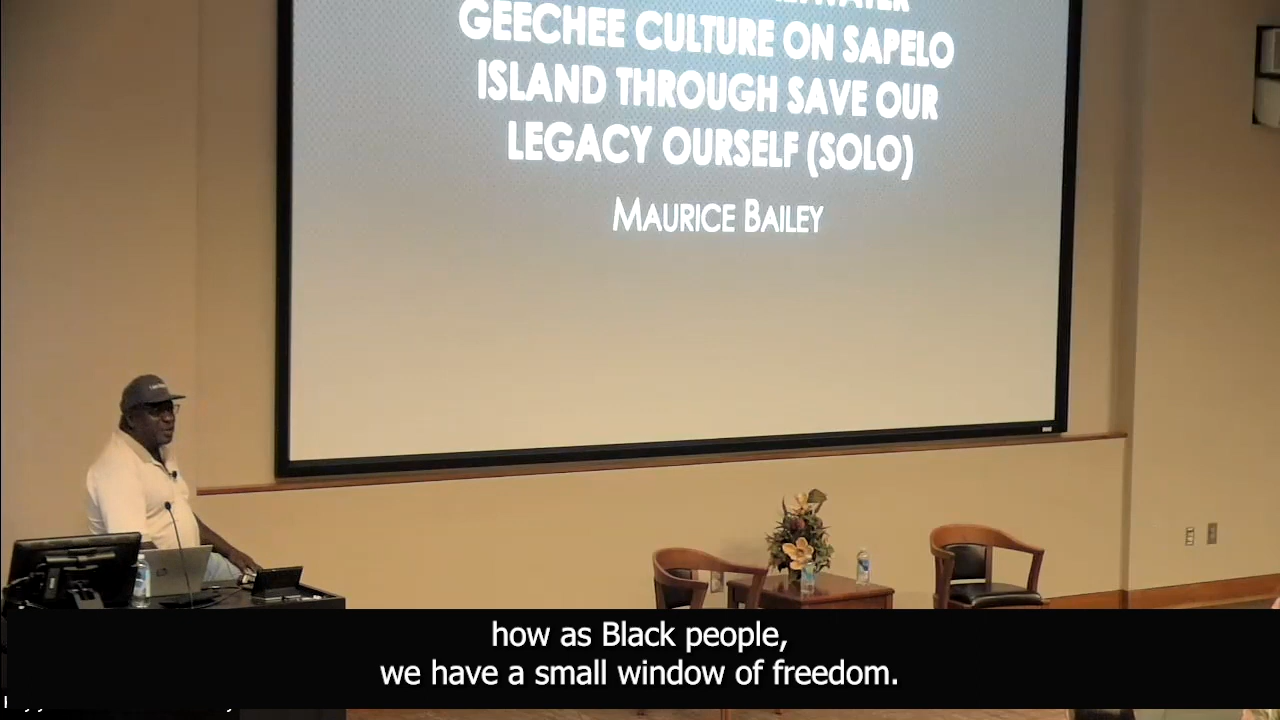 GEECHEE CULTURE ON SAPELO
ISLAND THROUGH SAVE OUR
LEGACY OURSELF (SOLO)
MAURICE BAILEY
how as Black people,
we have a small window of freedom.